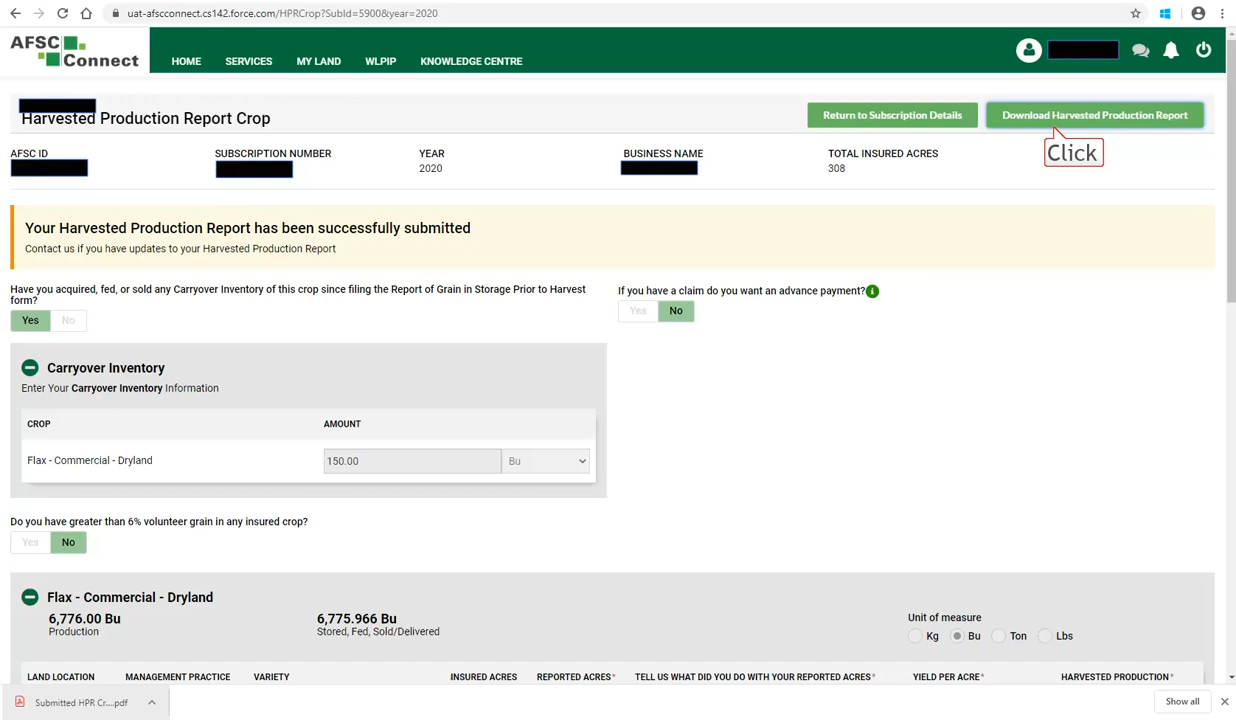 uat-afscconnect.cs142.force.com/HPRCrop?SubId=5900&year=2020
AFSC
Connect
HOME SERVICES MY LAND WLPIP KNOWLEDGE CENTRE
Harvested Production Report Crop
Return to Subscription Details
Download Harvested Production Report
Click
AFSC ID SUBSCRIPTION NUMBER YEAR BUSINESS NAME TOTAL INSURED ACRES
2020 308
Your Harvested Production Report has been successfully submitted
Contact us if you have updates to your Harvested Production Report
Have you acquired, fed, or sold any Carryover Inventory of this crop since filing the Report of Grain in Storage Prior to Harvest
form?
Yes No
If you have a claim do you want an advance payment? i
Yes No
Carryover Inventory
Enter Your Carryover Inventory Information
CROP AMOUNT
Flax - Commercial - Dryland 150.00 Bu
Do you have greater than 6% volunteer grain in any insured crop?
Yes No
Flax - Commercial - Dryland
6,776.00 Bu 6,775.966 Bu
Production Stored, Fed, Sold/Delivered
Unit of measure
Kg Bu Ton Lbs
LAND LOCATION MANAGEMENT PRACTICE VARIETY INSURED ACRES REPORTED ACRES* TELL US WHAT DID YOU DO WITH YOUR REPORTED ACRES* YIELD PER ACRE* HARVESTED PRODUCTION*
Submitted HPR Cr....pdf
Show all